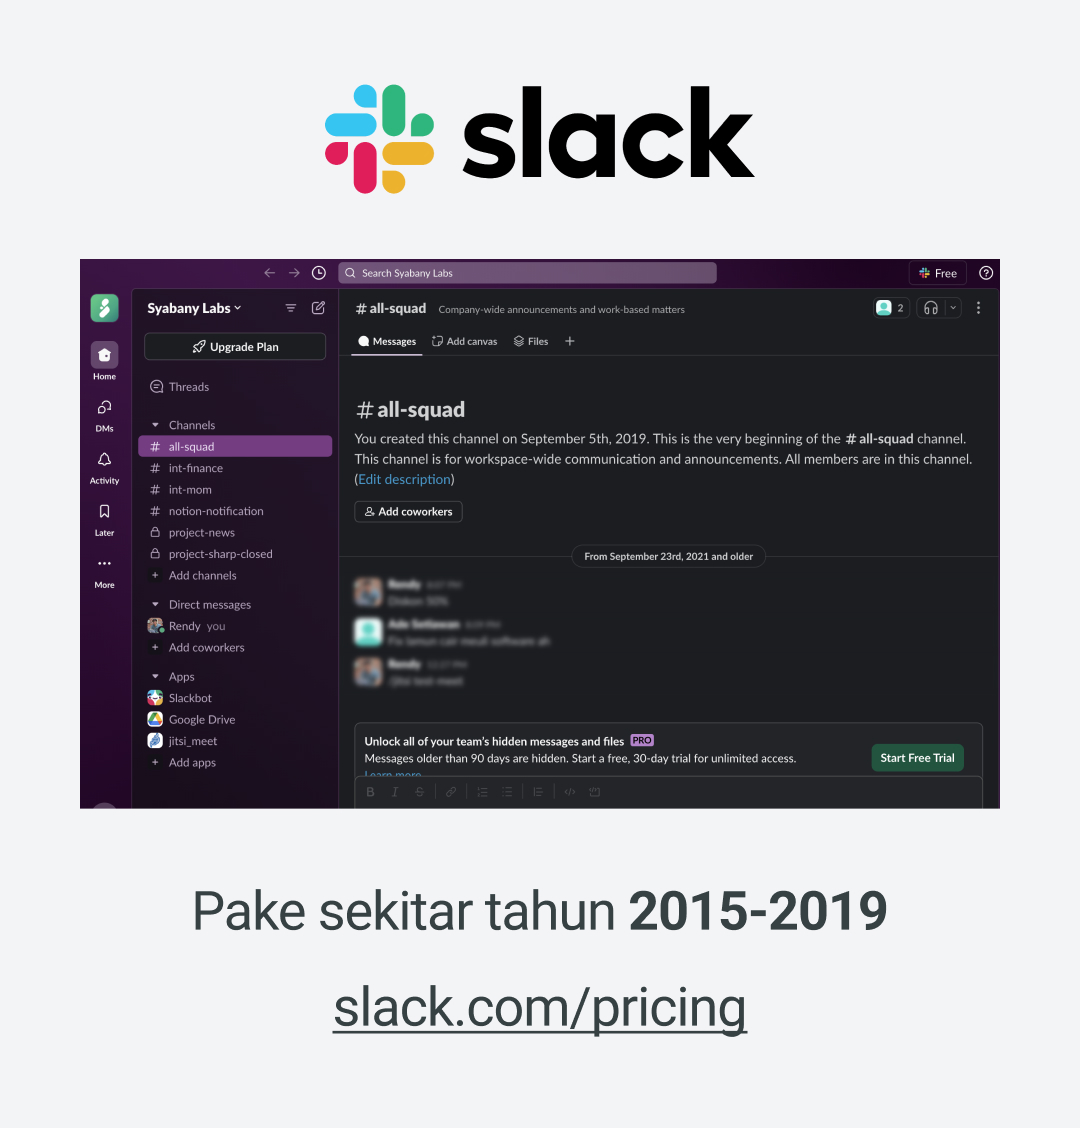 slack
Search Syabany Labs
Free
Syabany Labs
Upgrade Plan
Home
DMs
Activity
Later
More
Threads
Channels
# all-squad
# int-finance
# int-mom
# notion-notification
project-news
project-sharp-closed
+ Add channels
Direct messages
Rendy you
+ Add coworkers
Apps
Slackbot
Google Drive
jitsi_meet
+ Add apps
# all-squad Company-wide announcements and work-based matters
2
Messages Add canvas Files +
# all-squad
You created this channel on September 5th, 2019. This is the very beginning of the # all-squad channel.
This channel is for workspace-wide communication and announcements. All members are in this channel.
(Edit description)
Add coworkers
From September 23rd, 2021 and older
Rendy
Ade Setiawan
Rendy
Unlock all of your team's hidden messages and files PRO
Messages older than 90 days are hidden. Start a free, 30-day trial for unlimited access.
Learn more
Start Free Trial
Pake sekitar tahun 2015-2019
slack.com/pricing